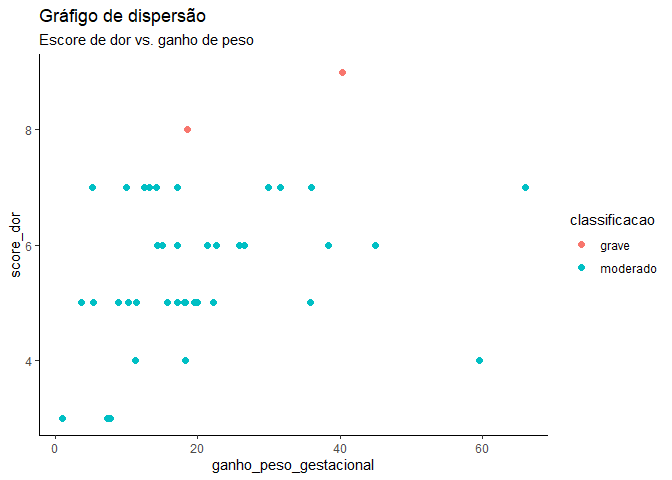 Gráfigo de dispersão
Escore de dor vs. ganho de peso
8
6
4
score_dor
0 20 40 60
ganho_peso_gestacional
classificacao
grave
moderado